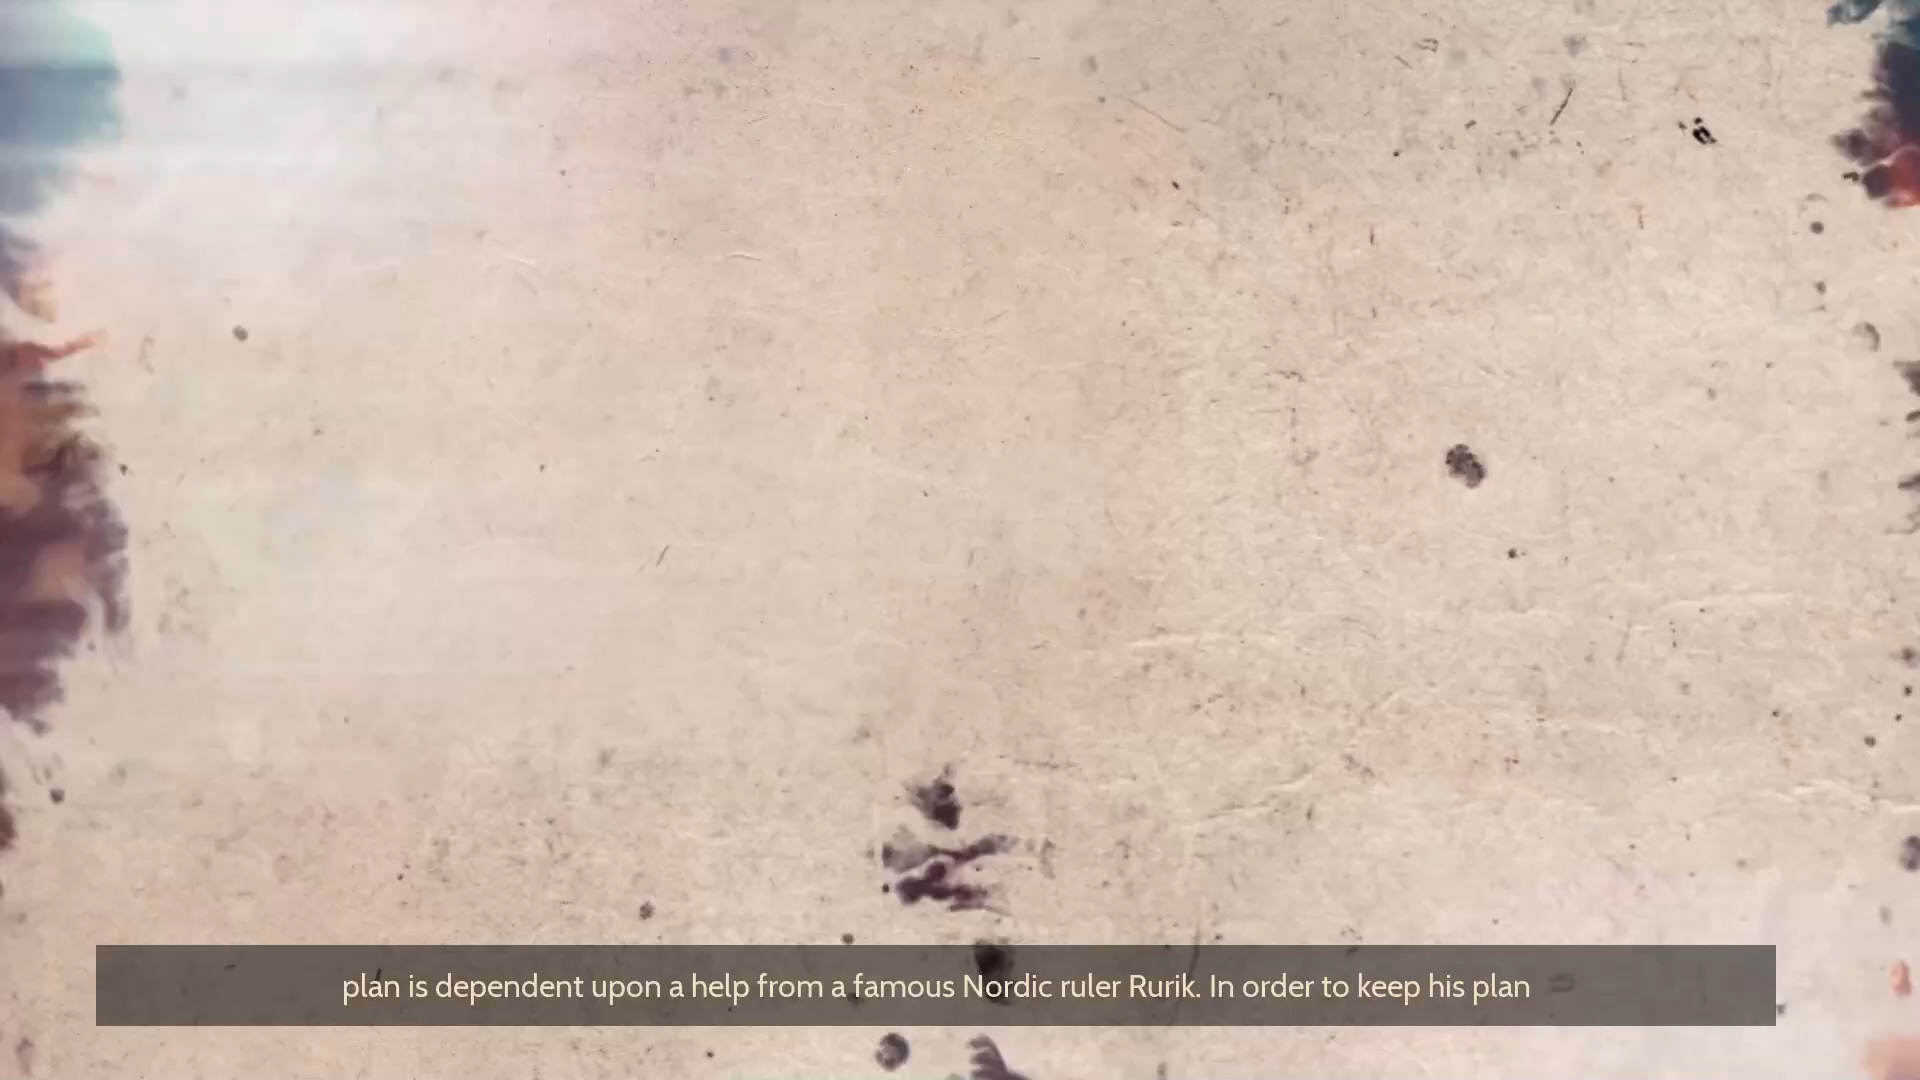 plan is dependent upon a help from a famous Nordic ruler Rurik. In order to keep his plan